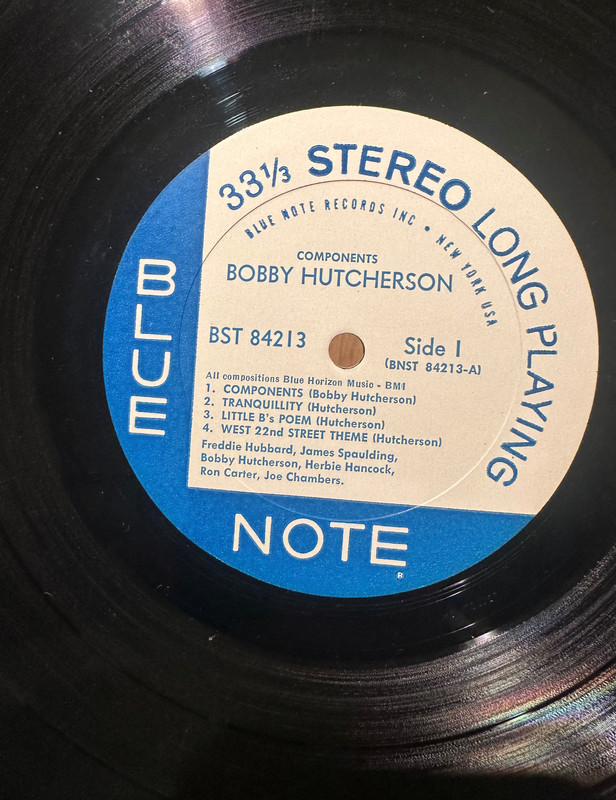 33⅓ STEREO LONG PLAYING
BLUE NOTE RECORDS INC • NEW YORK USA
COMPONENTS
BOBBY HUTCHERSON
BST 84213
Side 1
(BNST 84213-A)
All compositions Blue Horizon Music - BMI
1. COMPONENTS (Bobby Hutcherson)
2. TRANQUILLITY (Hutcherson)
3. LITTLE B's POEM (Hutcherson)
4. WEST 22nd STREET THEME (Hutcherson)
Freddie Hubbard, James Spaulding,
Bobby Hutcherson, Herbie Hancock,
Ron Carter, Joe Chambers.
BLUE
NOTE
®